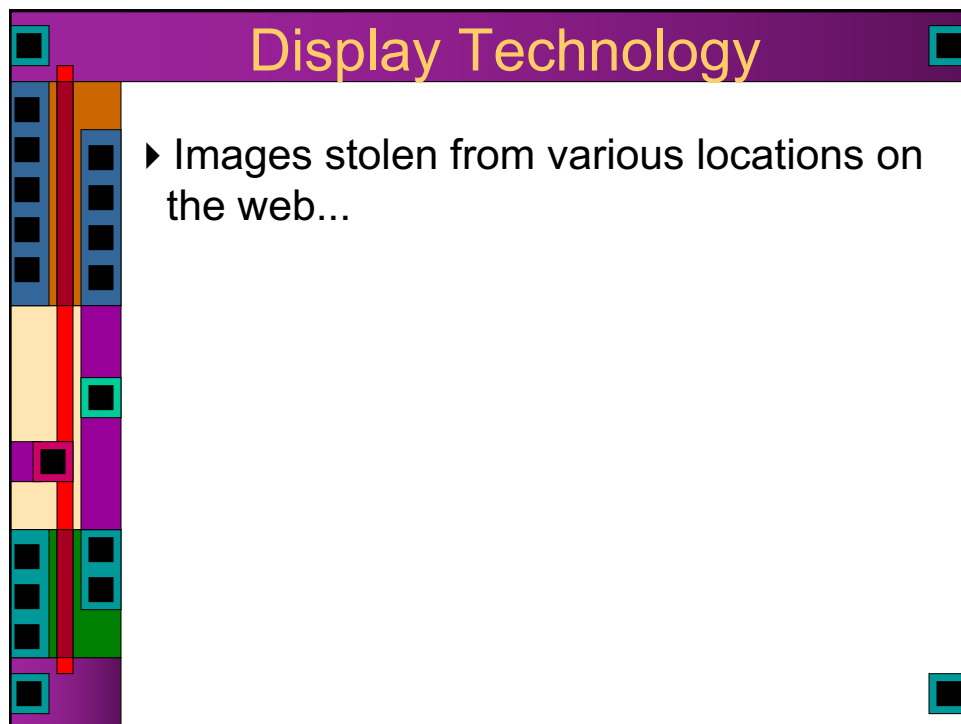 Display Technology
Images stolen from various locations on
the web...